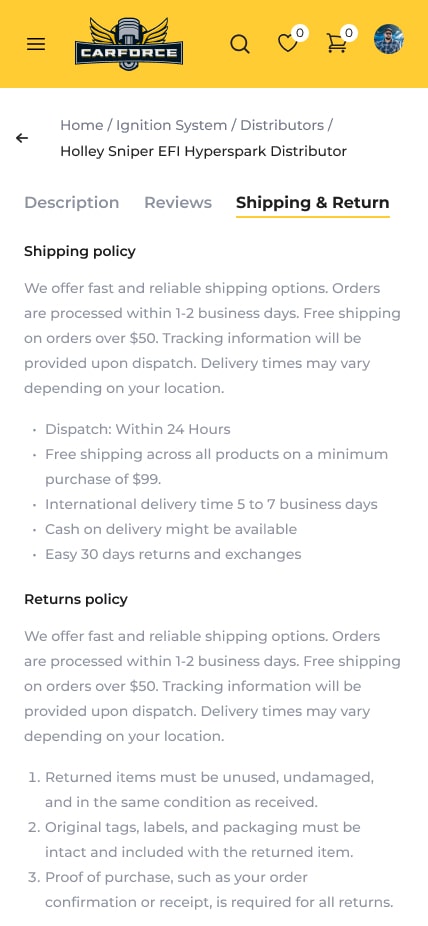 CARFORCE
0
0
Home / Ignition System / Distributors /
Holley Sniper EFI Hyperspark Distributor
Description Reviews Shipping & Return
Shipping policy
We offer fast and reliable shipping options. Orders
are processed within 1-2 business days. Free shipping
on orders over $50. Tracking information will be
provided upon dispatch. Delivery times may vary
depending on your location.
• Dispatch: Within 24 Hours
• Free shipping across all products on a minimum
purchase of $99.
• International delivery time 5 to 7 business days
• Cash on delivery might be available
• Easy 30 days returns and exchanges
Returns policy
We offer fast and reliable shipping options. Orders
are processed within 1-2 business days. Free shipping
on orders over $50. Tracking information will be
provided upon dispatch. Delivery times may vary
depending on your location.
1. Returned items must be unused, undamaged,
and in the same condition as received.
2. Original tags, labels, and packaging must be
intact and included with the returned item.
3. Proof of purchase, such as your order
confirmation or receipt, is required for all returns.